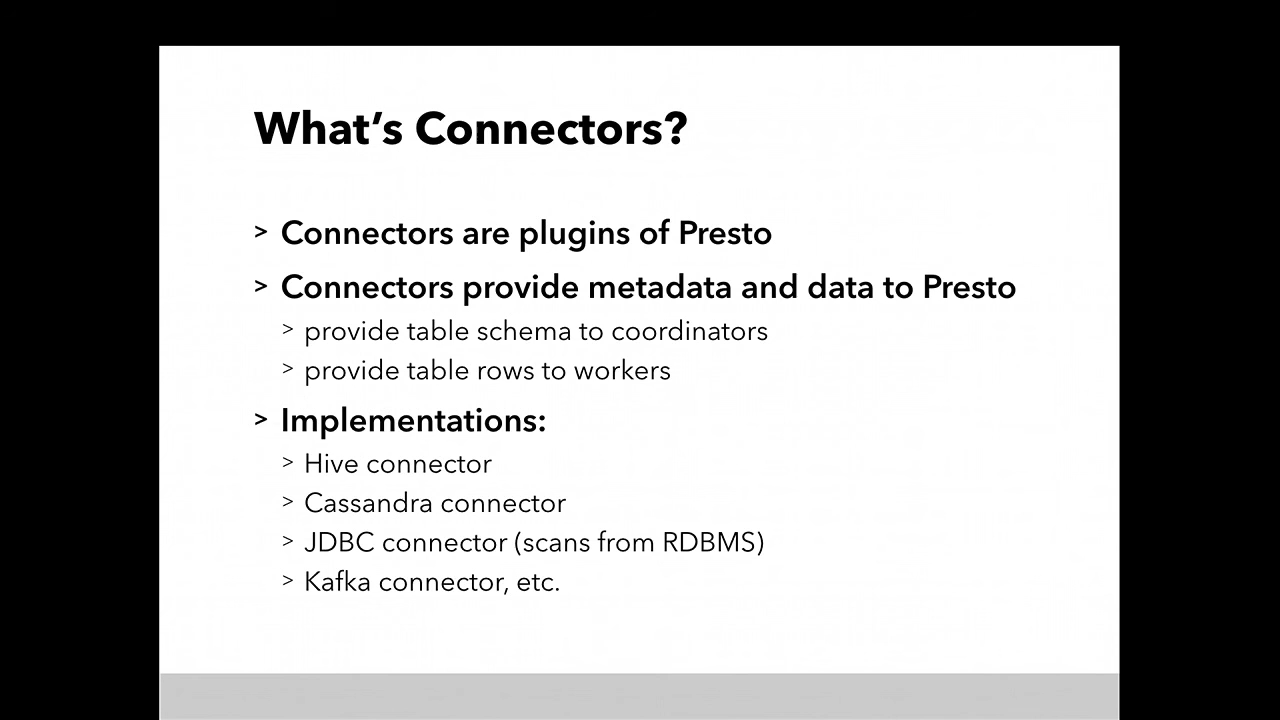 What's Connectors?
> Connectors are plugins of Presto
> Connectors provide metadata and data to Presto
> provide table schema to coordinators
> provide table rows to workers
> Implementations:
> Hive connector
> Cassandra connector
> JDBC connector (scans from RDBMS)
> Kafka connector, etc.